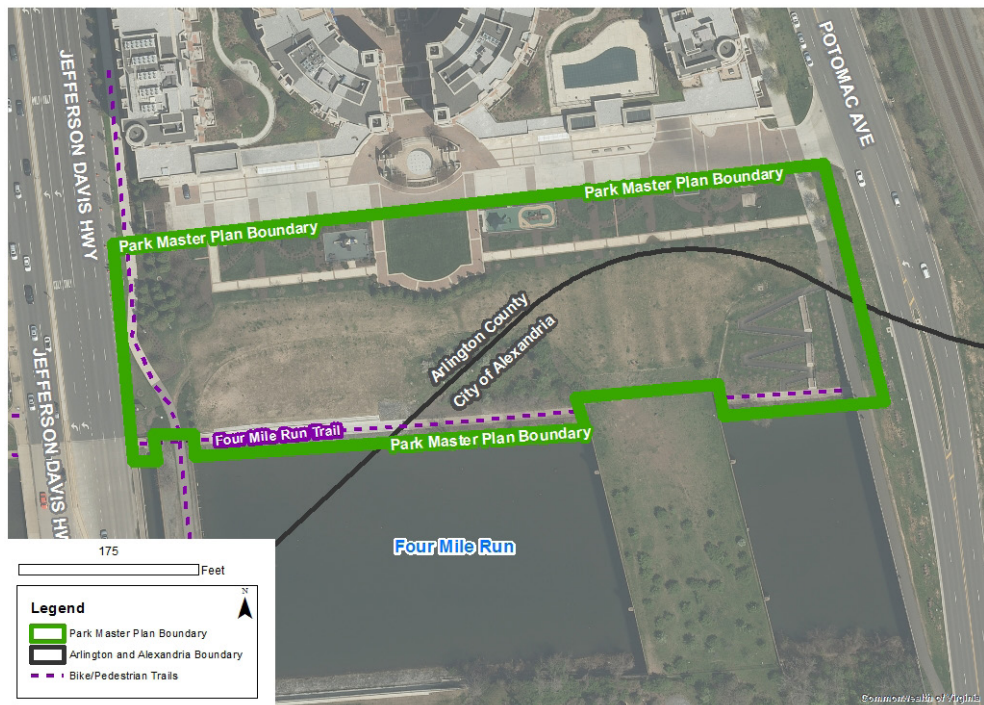 JEFFERSON DAVIS HWY
POTOMAC AVE
Park Master Plan Boundary
Park Master Plan Boundary
Arlington County
City of Alexandria
JEFFERSON DAVIS HW
Four Mile Run Trail
Park Master Plan Boundary
Four Mile Run
175
Feet
N
Legend
Park Master Plan Boundary
Arlington and Alexandria Boundary
Bike/Pedestrian Trails
Commonwealth of Virginia